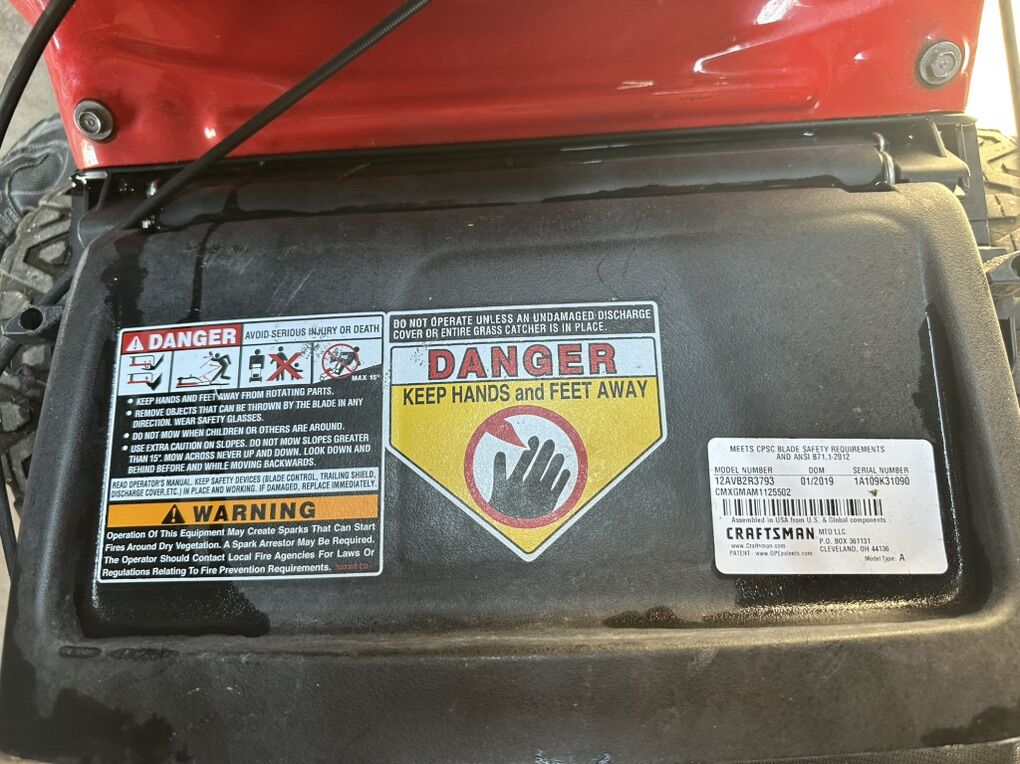 DANGER AVOID SERIOUS INJURY OR DEATH
MAX 15°
• KEEP HANDS AND FEET AWAY FROM ROTATING PARTS.
• REMOVE OBJECTS THAT CAN BE THROWN BY THE BLADE IN ANY
DIRECTION. WEAR SAFETY GLASSES.
• DO NOT MOW WHEN CHILDREN OR OTHERS ARE AROUND.
• USE EXTRA CAUTION ON SLOPES. DO NOT MOW SLOPES GREATER
THAN 15°. MOW ACROSS NEVER UP AND DOWN. LOOK DOWN AND
BEHIND BEFORE AND WHILE MOVING BACKWARDS.
READ OPERATOR'S MANUAL. KEEP SAFETY DEVICES (BLADE CONTROL, TRAILING SHIELD,
DISCHARGE COVER, ETC.) IN PLACE AND WORKING. IF DAMAGED, REPLACE IMMEDIATELY.
WARNING
Operation Of This Equipment May Create Sparks That Can Start
Fires Around Dry Vegetation. A Spark Arrestor May Be Required.
The Operator Should Contact Local Fire Agencies For Laws Or
Regulations Relating To Fire Prevention Requirements.
DO NOT OPERATE UNLESS AN UNDAMAGED DISCHARGE
COVER OR ENTIRE GRASS CATCHER IS IN PLACE.
DANGER
KEEP HANDS and FEET AWAY
MEETS CPSC BLADE SAFETY REQUIREMENTS
AND ANSI B71.1-2012
MODEL NUMBER DOM SERIAL NUMBER
12AVB2R3793 01/2019 1A109K31090
CMXGMAM1125502
Assembled in USA from U.S. & Global components
CRAFTSMAN MTD LLC
www.Craftsman.com P.O. BOX 361131
PATENT - www.OPEpatents.com CLEVELAND, OH 44136
Model Type: A